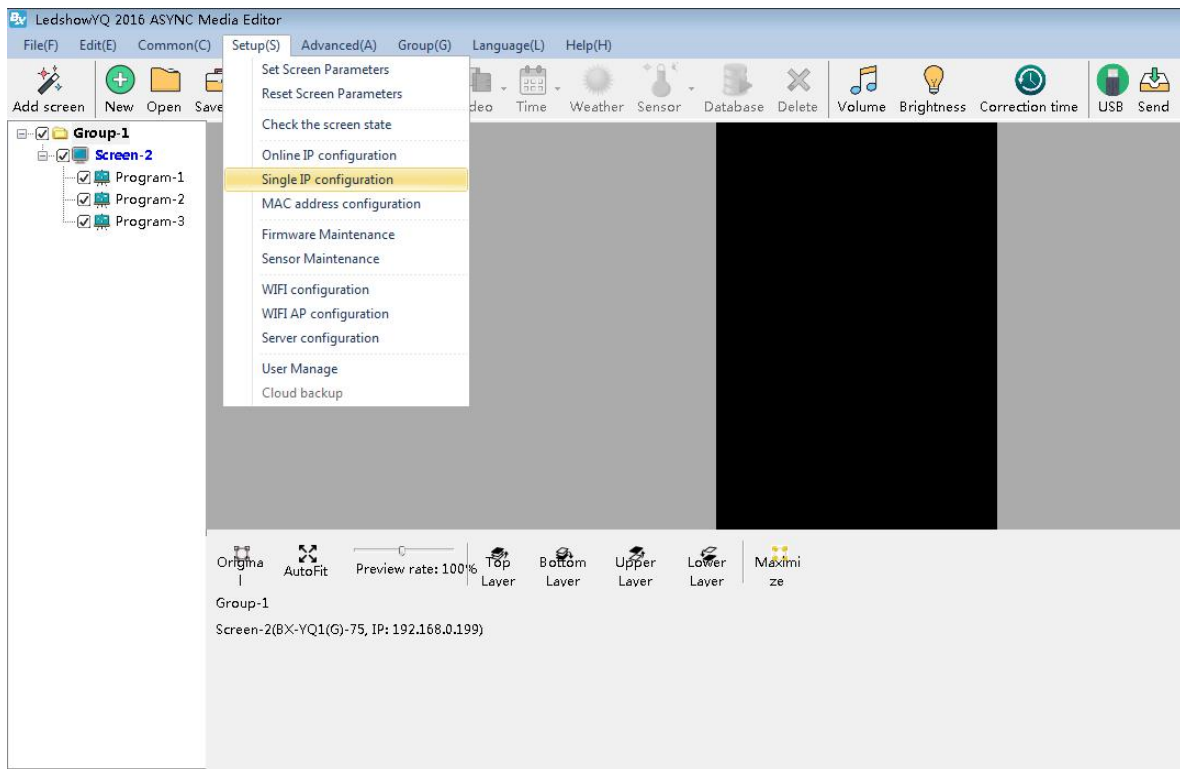 BX LedshowYQ 2016 ASYNC Media Editor
File(F) Edit(E) Common(C) Setup(S) Advanced(A) Group(G) Language(L) Help(H)
Add screen New Open Save deo Time Weather Sensor Database Delete Volume Brightness Correction time USB Send
Set Screen Parameters
Reset Screen Parameters
Check the screen state
Online IP configuration
Single IP configuration
MAC address configuration
Firmware Maintenance
Sensor Maintenance
WIFI configuration
WIFI AP configuration
Server configuration
User Manage
Cloud backup
Group-1
Screen-2
Program-1
Program-2
Program-3
Origina
l
AutoFit
Preview rate: 100%
Top
Layer
Bottom
Layer
Upper
Layer
Lower
Layer
Maximi
ze
Group-1
Screen-2(BX-YQ1(G)-75, IP: 192.168.0.199)